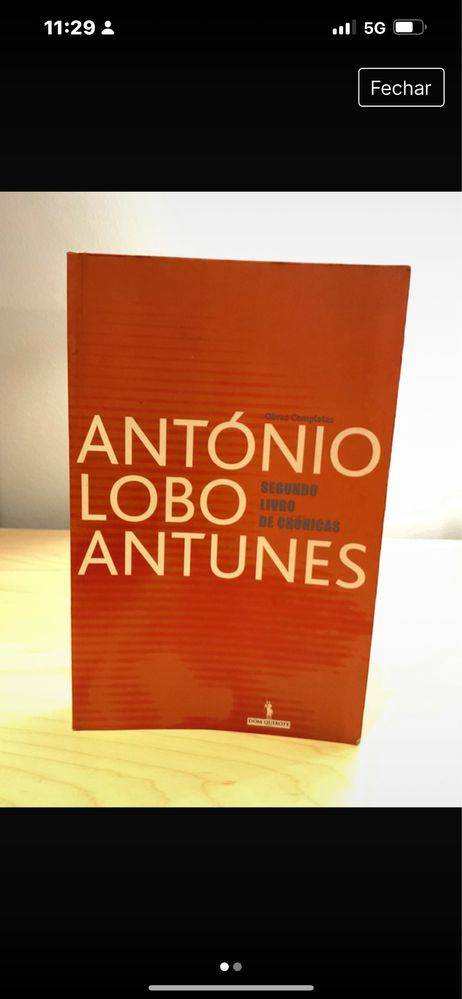 11:29
5G
Fechar
Obras Completas
ANTÓNIO
LOBO
ANTUNES
SEGUNDO
LIVRO
DE CRÓNICAS
DOM QUIXOTE